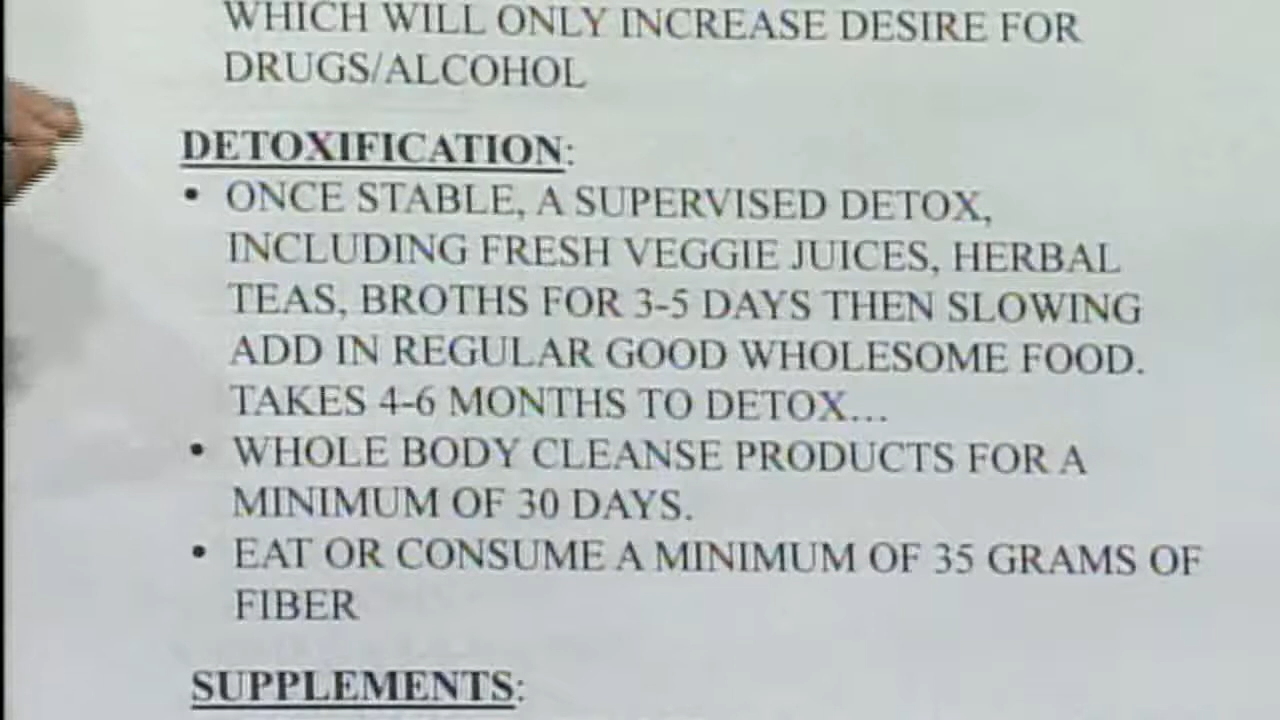 WHICH WILL ONLY INCREASE DESIRE FOR
DRUGS/ALCOHOL
DETOXIFICATION:
• ONCE STABLE, A SUPERVISED DETOX,
INCLUDING FRESH VEGGIE JUICES, HERBAL
TEAS, BROTHS FOR 3-5 DAYS THEN SLOWING
ADD IN REGULAR GOOD WHOLESOME FOOD.
TAKES 4-6 MONTHS TO DETOX...
• WHOLE BODY CLEANSE PRODUCTS FOR A
MINIMUM OF 30 DAYS.
• EAT OR CONSUME A MINIMUM OF 35 GRAMS OF
FIBER
SUPPLEMENTS: